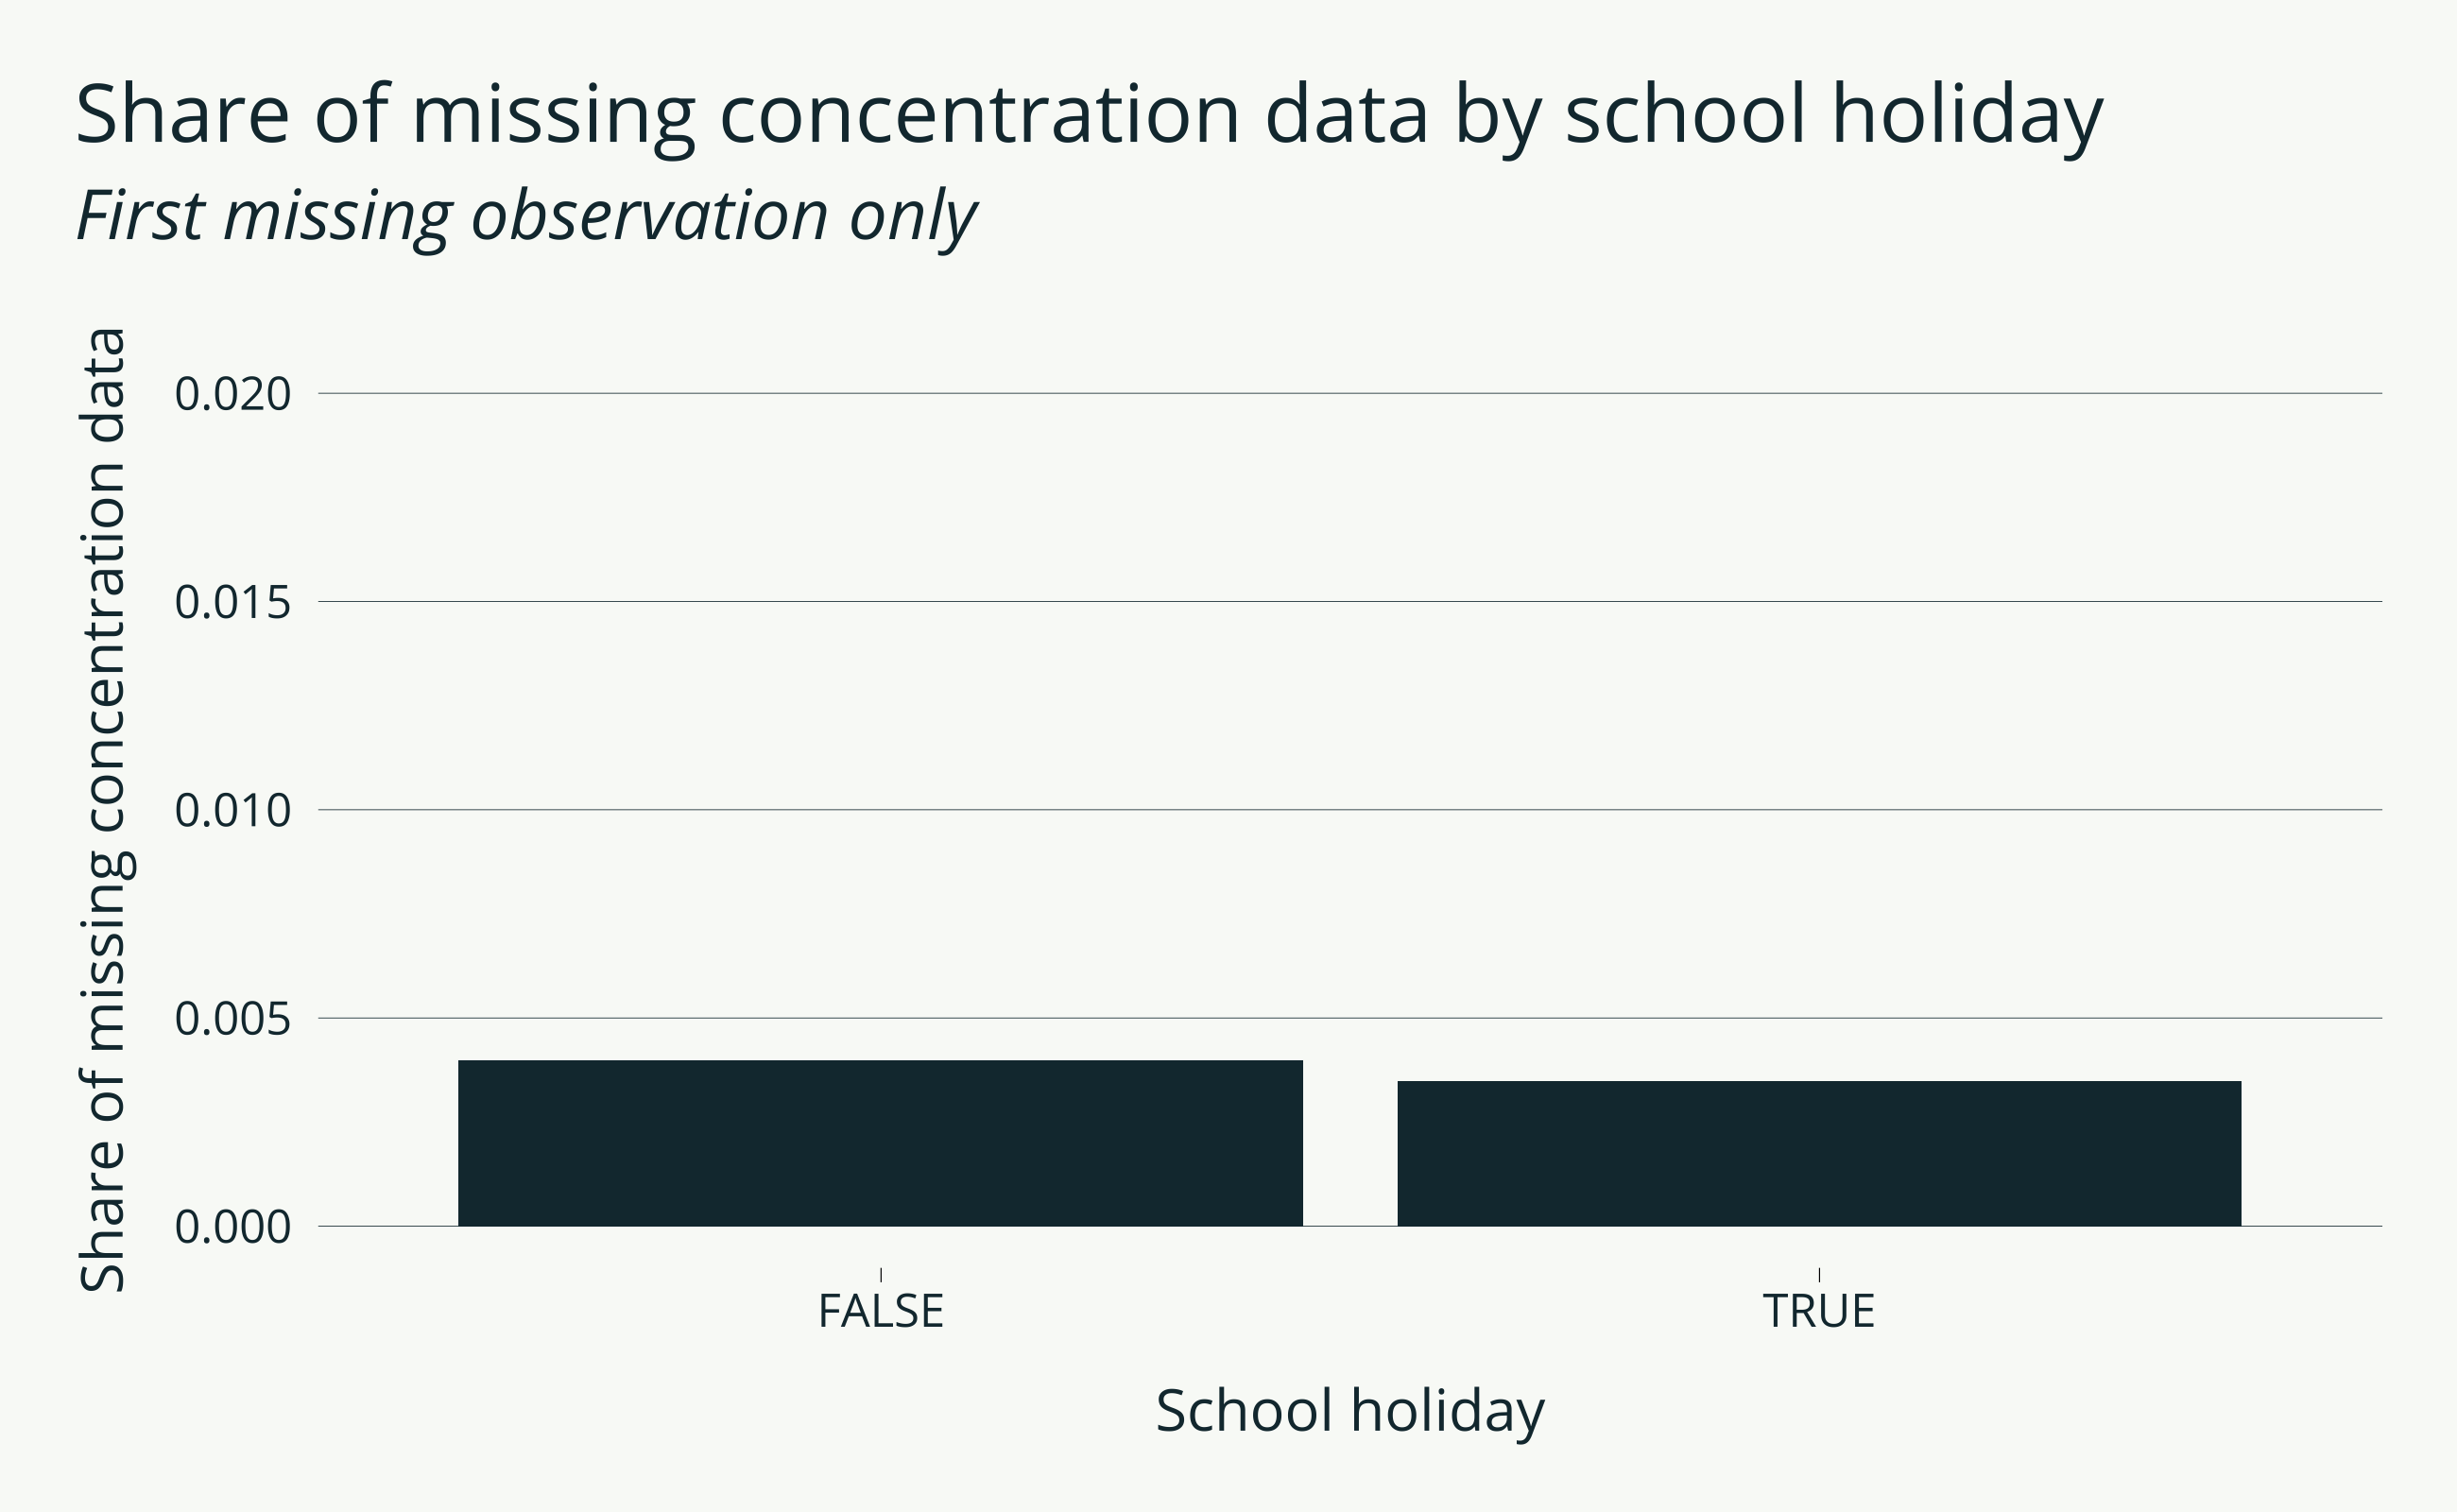 Share of missing concentration data by school holiday
First missing observation only
Share of missing concentration data
0.020
0.015
0.010
0.005
0.000
FALSE TRUE
School holiday